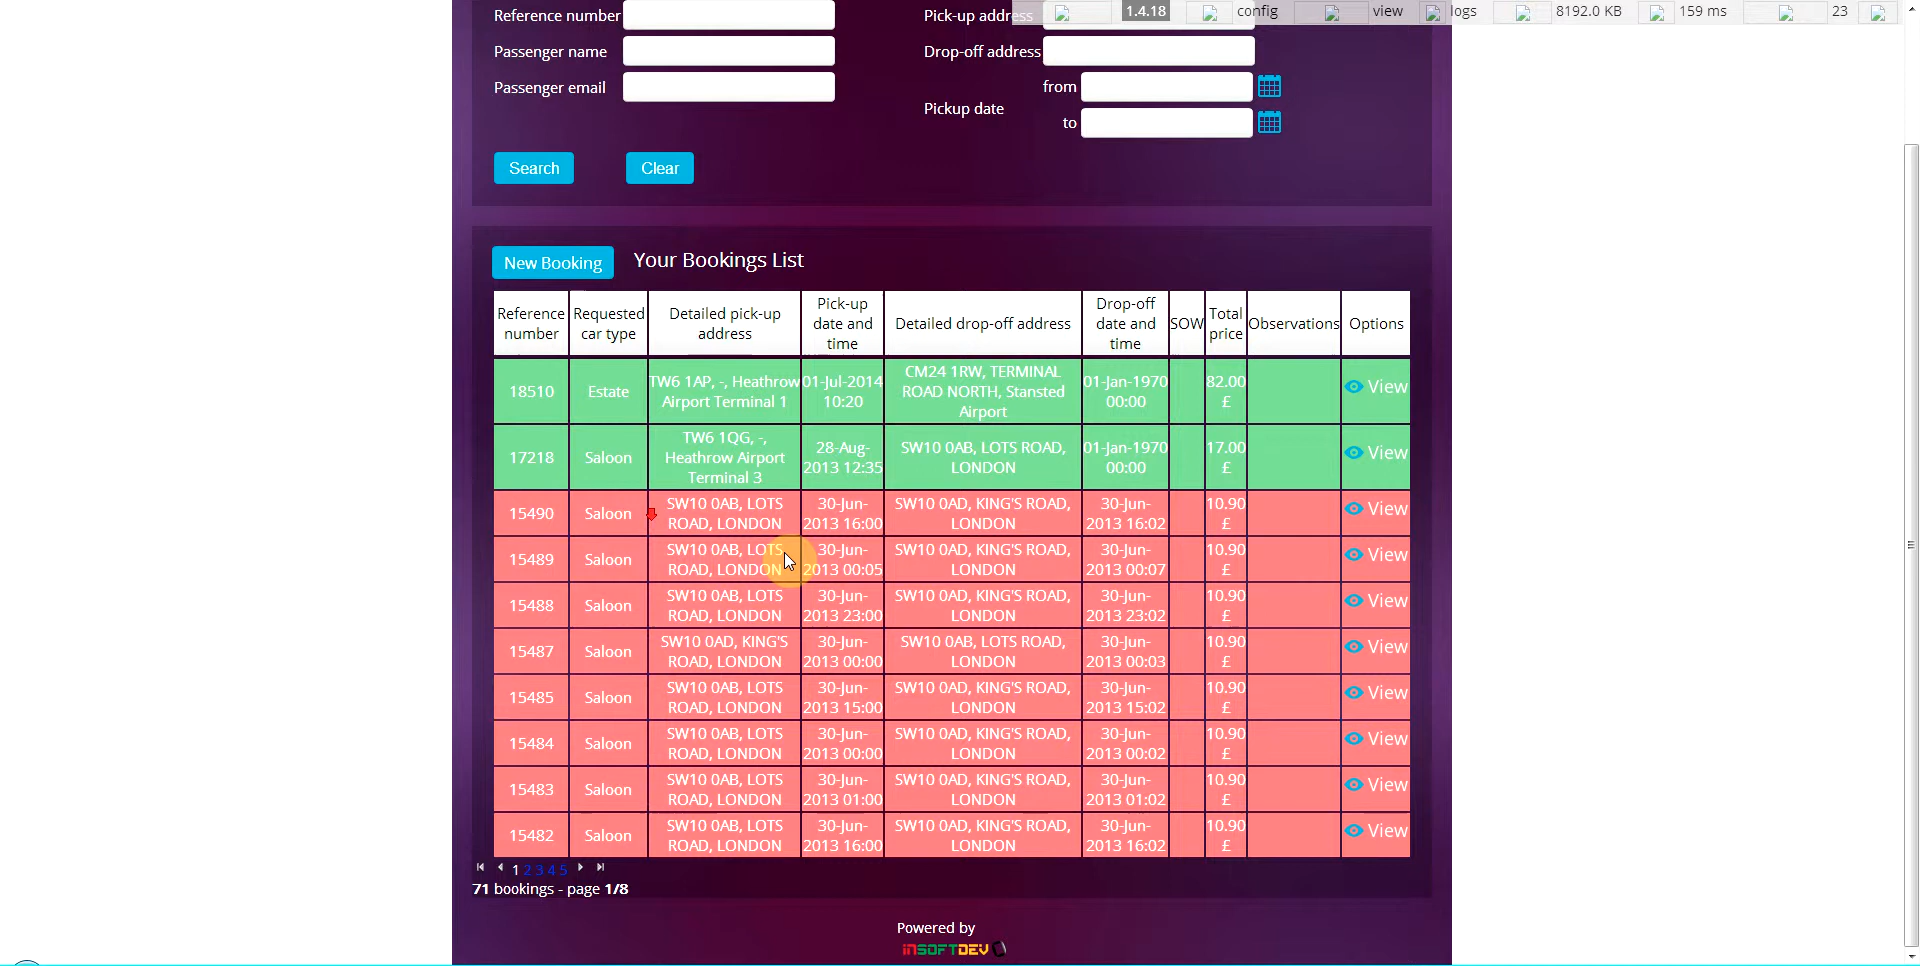 Reference number
Pick-up address
1.4.18
config
view
logs
8192.0 KB
159 ms
23
Passenger name
Drop-off address
Passenger email
Pickup date
from
to
Search
Clear
New Booking
Your Bookings List
Reference number
Requested car type
Detailed pick-up address
Pick-up date and time
Detailed drop-off address
Drop-off date and time
SOW
Total price
Observations
Options
18510
Estate
TW6 1AP, -, Heathrow
Airport Terminal 1
01-Jul-2014
10:20
CM24 1RW, TERMINAL
ROAD NORTH, Stansted
Airport
01-Jan-1970
00:00
82.00
£
View
17218
Saloon
TW6 1QG, -,
Heathrow Airport
Terminal 3
28-Aug-
2013 12:35
SW10 0AB, LOTS ROAD,
LONDON
01-Jan-1970
00:00
17.00
£
View
15490
Saloon
SW10 0AB, LOTS
ROAD, LONDON
30-Jun-
2013 16:00
SW10 0AD, KING'S ROAD,
LONDON
30-Jun-
2013 16:02
10.90
£
View
15489
Saloon
SW10 0AB, LOTS
ROAD, LONDON
30-Jun-
2013 00:05
SW10 0AD, KING'S ROAD,
LONDON
30-Jun-
2013 00:07
10.90
£
View
15488
Saloon
SW10 0AB, LOTS
ROAD, LONDON
30-Jun-
2013 23:00
SW10 0AD, KING'S ROAD,
LONDON
30-Jun-
2013 23:02
10.90
£
View
15487
Saloon
SW10 0AD, KING'S
ROAD, LONDON
30-Jun-
2013 00:00
SW10 0AB, LOTS ROAD,
LONDON
30-Jun-
2013 00:03
10.90
£
View
15485
Saloon
SW10 0AB, LOTS
ROAD, LONDON
30-Jun-
2013 15:00
SW10 0AD, KING'S ROAD,
LONDON
30-Jun-
2013 15:02
10.90
£
View
15484
Saloon
SW10 0AB, LOTS
ROAD, LONDON
30-Jun-
2013 00:00
SW10 0AD, KING'S ROAD,
LONDON
30-Jun-
2013 00:02
10.90
£
View
15483
Saloon
SW10 0AB, LOTS
ROAD, LONDON
30-Jun-
2013 01:00
SW10 0AD, KING'S ROAD,
LONDON
30-Jun-
2013 01:02
10.90
£
View
15482
Saloon
SW10 0AB, LOTS
ROAD, LONDON
30-Jun-
2013 16:00
SW10 0AD, KING'S ROAD,
LONDON
30-Jun-
2013 16:02
10.90
£
View
1 2 3 4 5
71 bookings - page 1/8
Powered by
INSOFTDEV